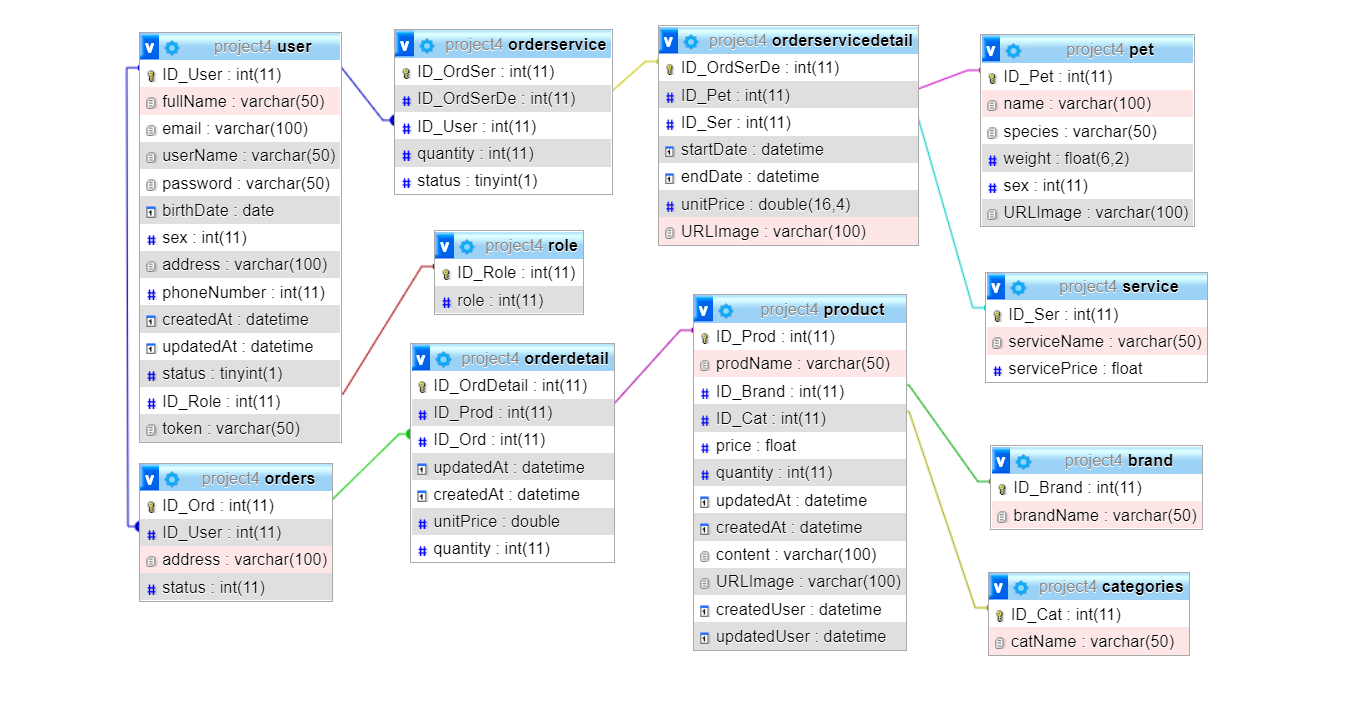 project4 user
ID_User : int(11)
fullName : varchar(50)
email : varchar(100)
userName : varchar(50)
password : varchar(50)
birthDate : date
sex : int(11)
address : varchar(100)
phoneNumber : int(11)
createdAt : datetime
updatedAt : datetime
status : tinyint(1)
ID_Role : int(11)
token : varchar(50)
project4 orders
ID_Ord : int(11)
ID_User : int(11)
address : varchar(100)
status : int(11)
project4 orderservice
ID_OrdSer : int(11)
ID_OrdSerDe : int(11)
ID_User : int(11)
quantity : int(11)
status : tinyint(1)
project4 role
ID_Role : int(11)
role : int(11)
project4 orderdetail
ID_OrdDetail : int(11)
ID_Prod : int(11)
ID_Ord : int(11)
updatedAt : datetime
createdAt : datetime
unitPrice : double
quantity : int(11)
project4 orderservicedetail
ID_OrdSerDe : int(11)
ID_Pet : int(11)
ID_Ser : int(11)
startDate : datetime
endDate : datetime
unitPrice : double(16,4)
URLImage : varchar(100)
project4 product
ID_Prod : int(11)
prodName : varchar(50)
ID_Brand : int(11)
ID_Cat : int(11)
price : float
quantity : int(11)
updatedAt : datetime
createdAt : datetime
content : varchar(100)
URLImage : varchar(100)
createdUser : datetime
updatedUser : datetime
project4 pet
ID_Pet : int(11)
name : varchar(100)
species : varchar(50)
weight : float(6,2)
sex : int(11)
URLImage : varchar(100)
project4 service
ID_Ser : int(11)
serviceName : varchar(50)
servicePrice : float
project4 brand
ID_Brand : int(11)
brandName : varchar(50)
project4 categories
ID_Cat : int(11)
catName : varchar(50)